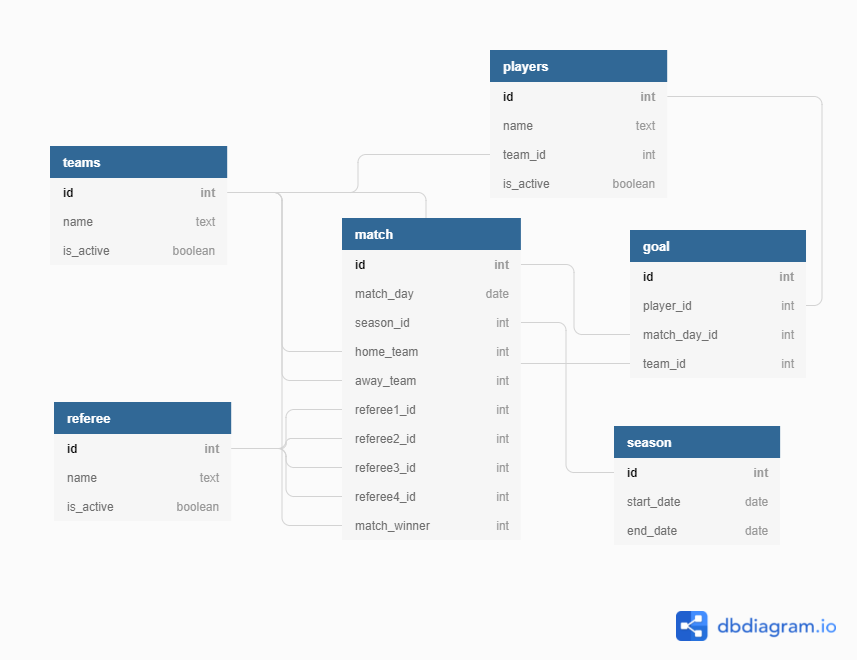 players
id int
name text
team_id int
is_active boolean
teams
id int
name text
is_active boolean
match
id int
match_day date
season_id int
home_team int
away_team int
referee1_id int
referee2_id int
referee3_id int
referee4_id int
match_winner int
goal
id int
player_id int
match_day_id int
team_id int
referee
id int
name text
is_active boolean
season
id int
start_date date
end_date date
dbdiagram.io